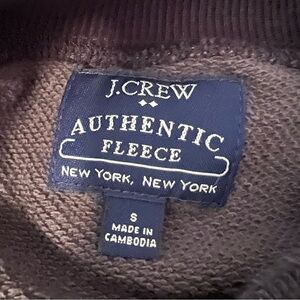 J.CREW
AUTHENTIC
FLEECE
NEW YORK, NEW YORK
S
MADE IN
CAMBODIA